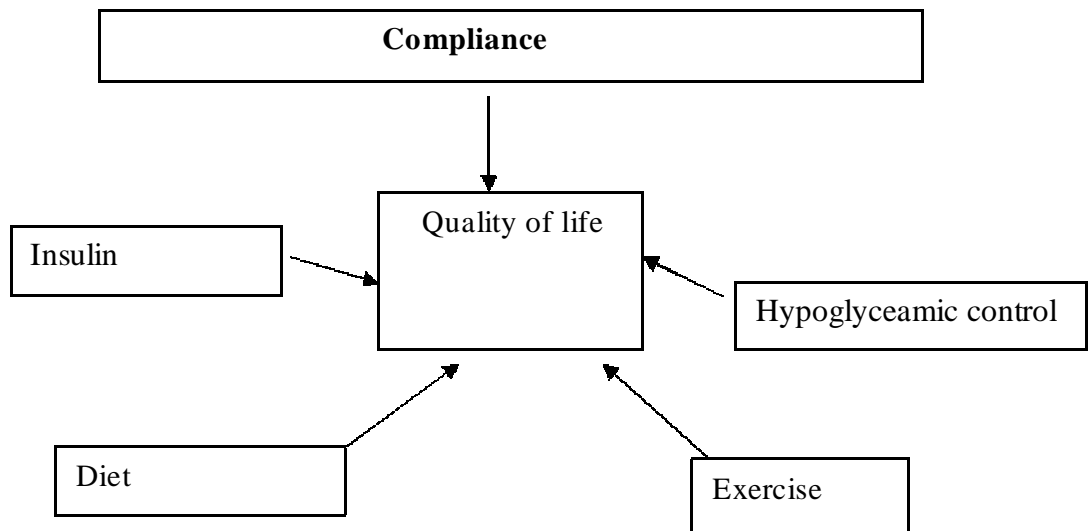 Compliance
Quality of life
Insulin
Hypoglyceamic control
Diet
Exercise